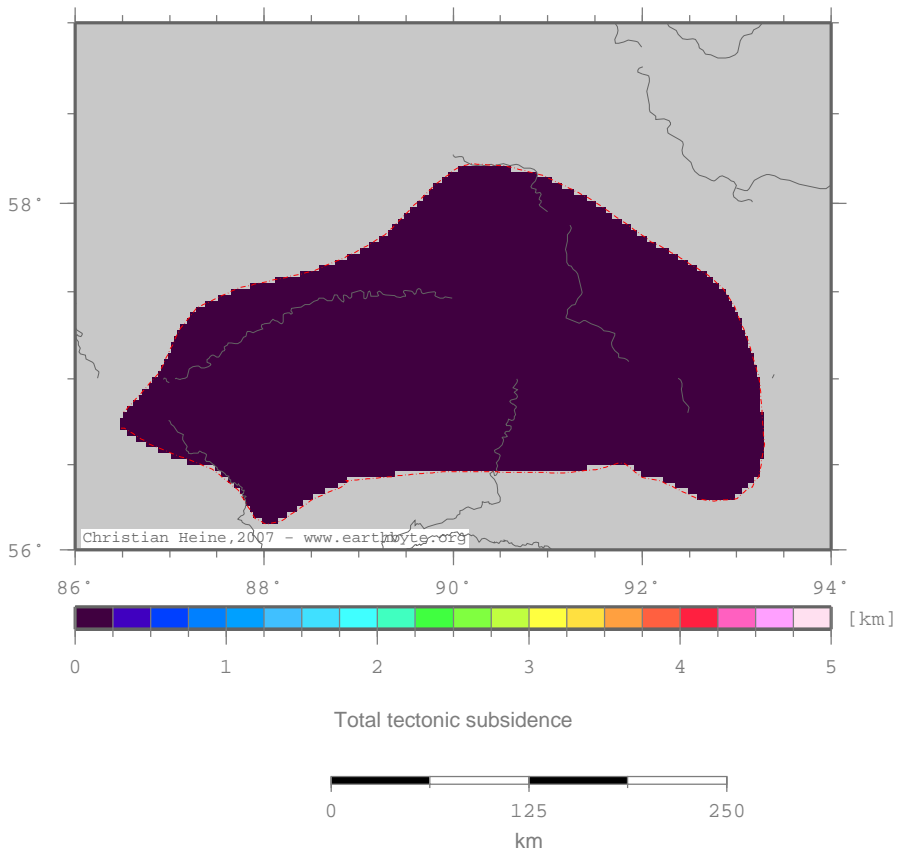 58°
56°
Christian Heine,2007 - www.earthbyte.org
86° 88° 90° 92° 94°
[km]
0 1 2 3 4 5
Total tectonic subsidence
0 125 250
km